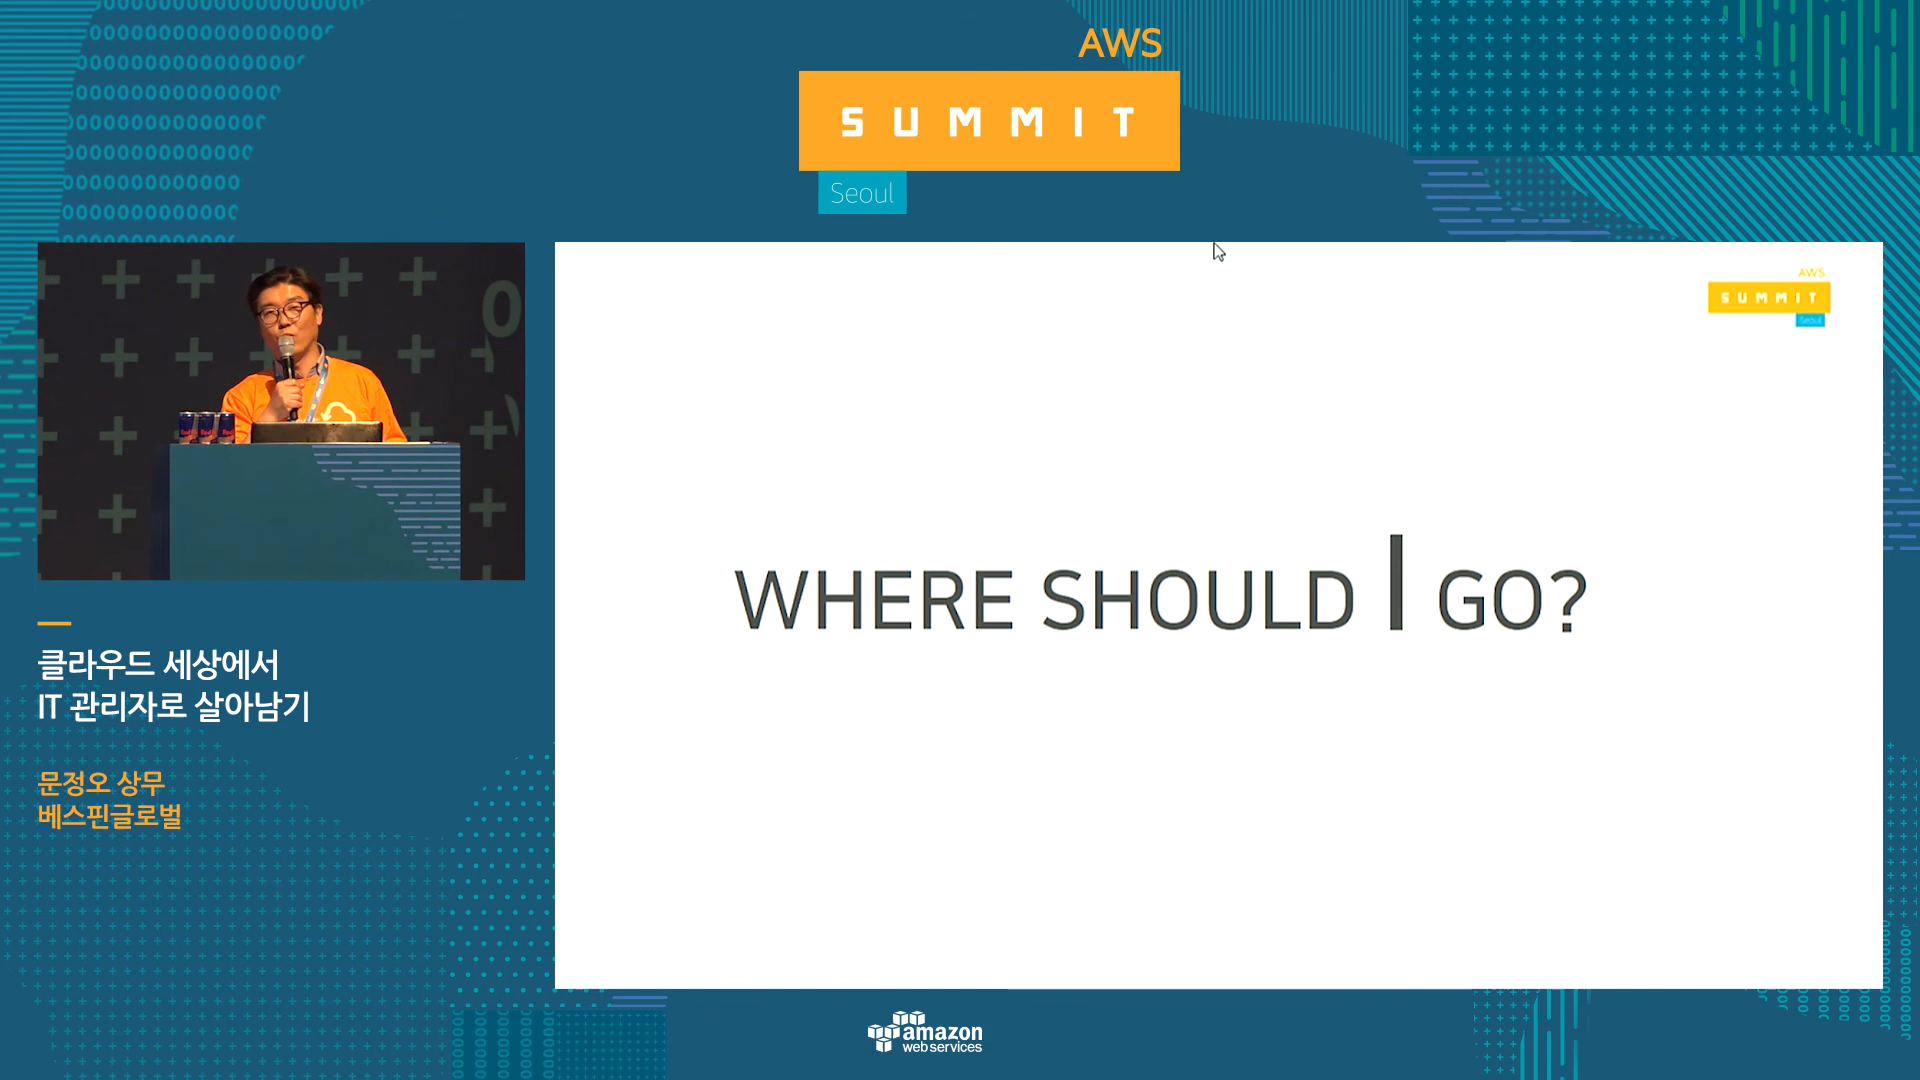 AWS
SUMMIT
Seoul
AWS
SUMMIT
Seoul
WHERE SHOULD I GO?
클라우드 세상에서
IT 관리자로 살아남기
문정오 상무
베스핀글로벌
amazon
web services